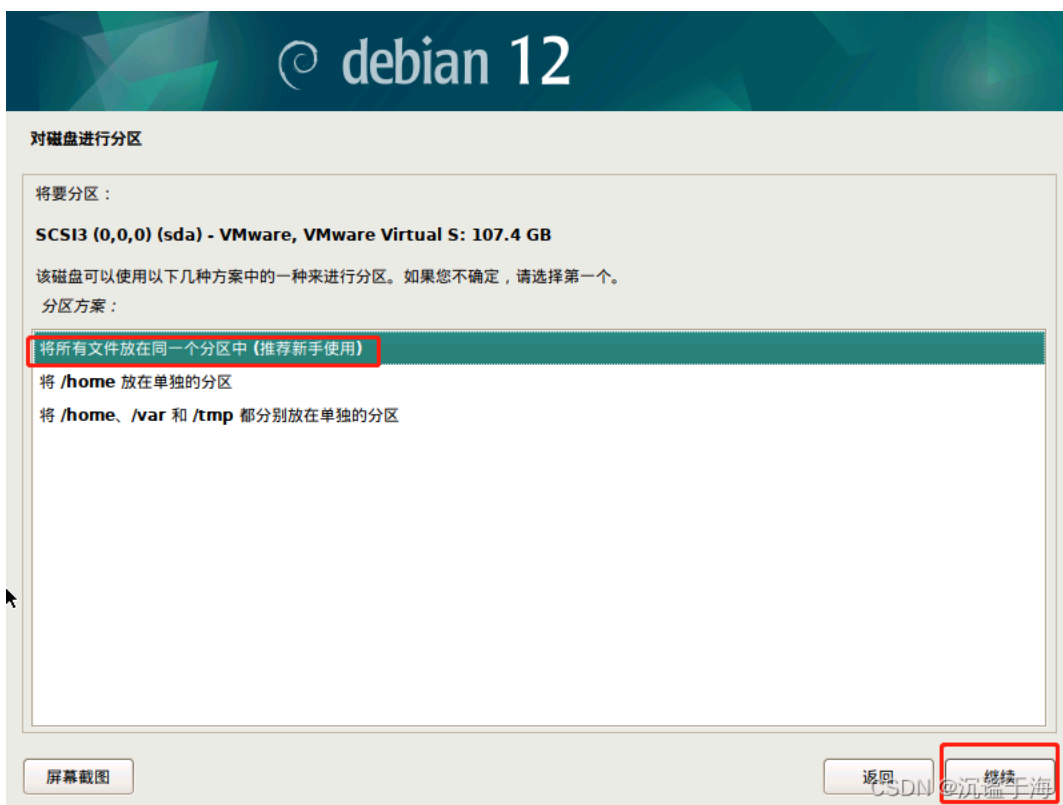 debian 12
对磁盘进行分区
将要分区：
SCSI3 (0,0,0) (sda) - VMware, VMware Virtual S: 107.4 GB
该磁盘可以使用以下几种方案中的一种来进行分区。如果您不确定，请选择第一个。
分区方案：
将所有文件放在同一个分区中 (推荐新手使用)
将 /home 放在单独的分区
将 /home、/var 和 /tmp 都分别放在单独的分区
屏幕截图
返回
继续
CSDN @沉谧于海